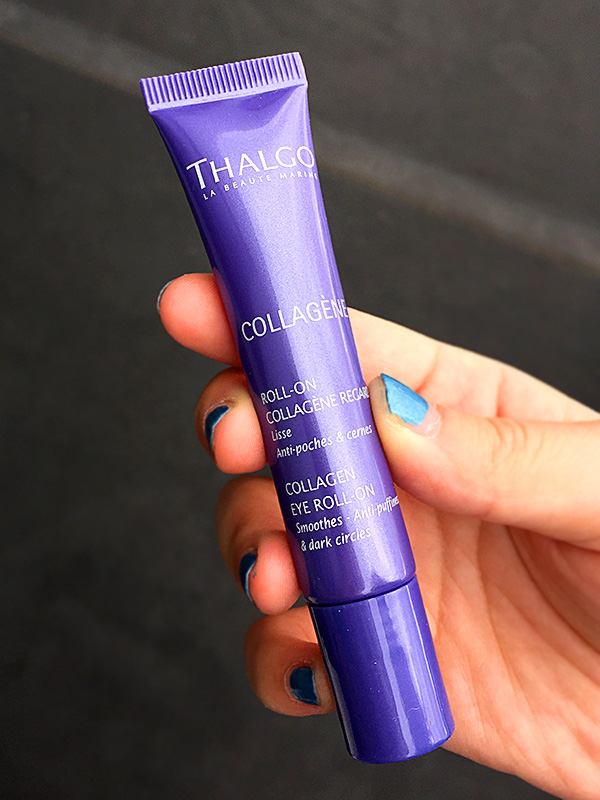 THALGO
LA BEAUTÉ MARINE
COLLAGÈNE
ROLL-ON
COLLAGÈNE REGARD
Lisse
Anti-poches & cernes
COLLAGEN
EYE ROLL-ON
Smoothes - Anti-puffiness
& dark circles